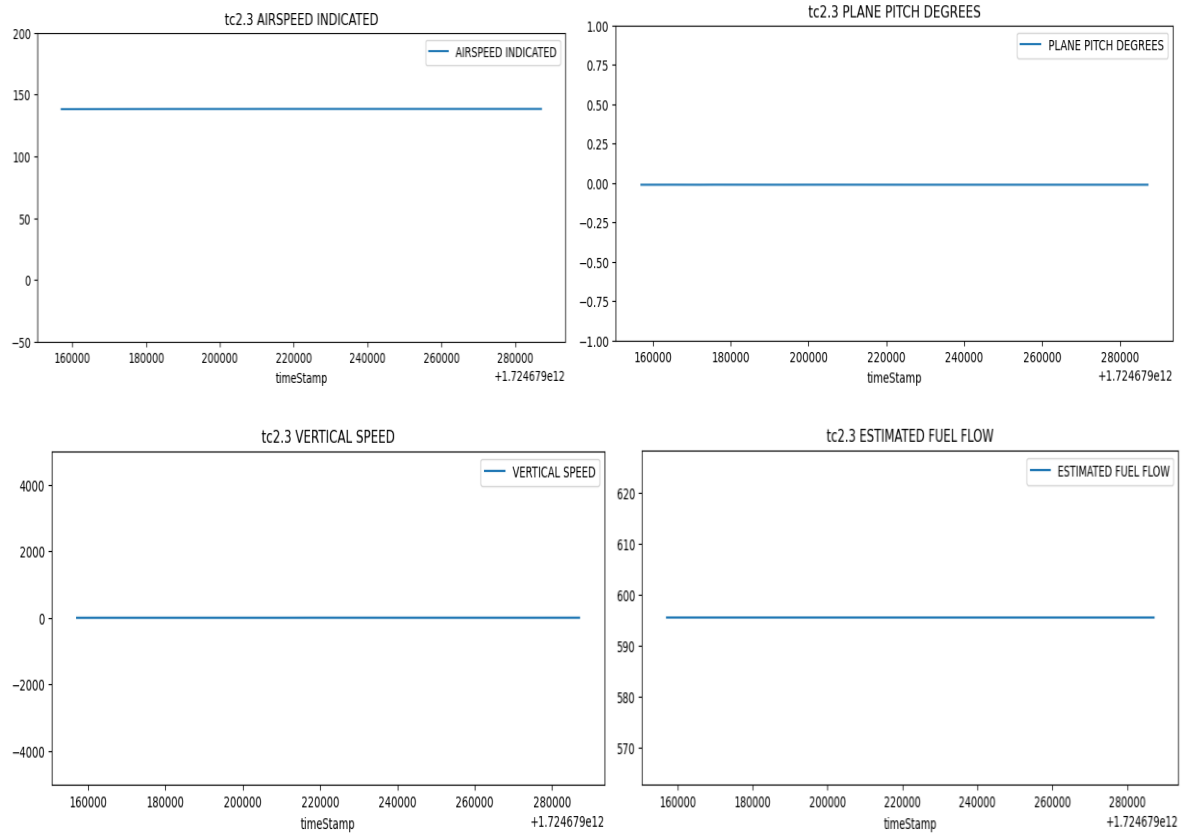 tc2.3 AIRSPEED INDICATED
AIRSPEED INDICATED
200
150
100
50
0
−50
160000 180000 200000 220000 240000 260000 280000
timeStamp
+1.724679e12
tc2.3 PLANE PITCH DEGREES
PLANE PITCH DEGREES
1.00
0.75
0.50
0.25
0.00
−0.25
−0.50
−0.75
−1.00
160000 180000 200000 220000 240000 260000 280000
timeStamp
+1.724679e12
tc2.3 VERTICAL SPEED
VERTICAL SPEED
4000
2000
0
−2000
−4000
160000 180000 200000 220000 240000 260000 280000
timeStamp
+1.724679e12
tc2.3 ESTIMATED FUEL FLOW
ESTIMATED FUEL FLOW
620
610
600
590
580
570
160000 180000 200000 220000 240000 260000 280000
timeStamp
+1.724679e12